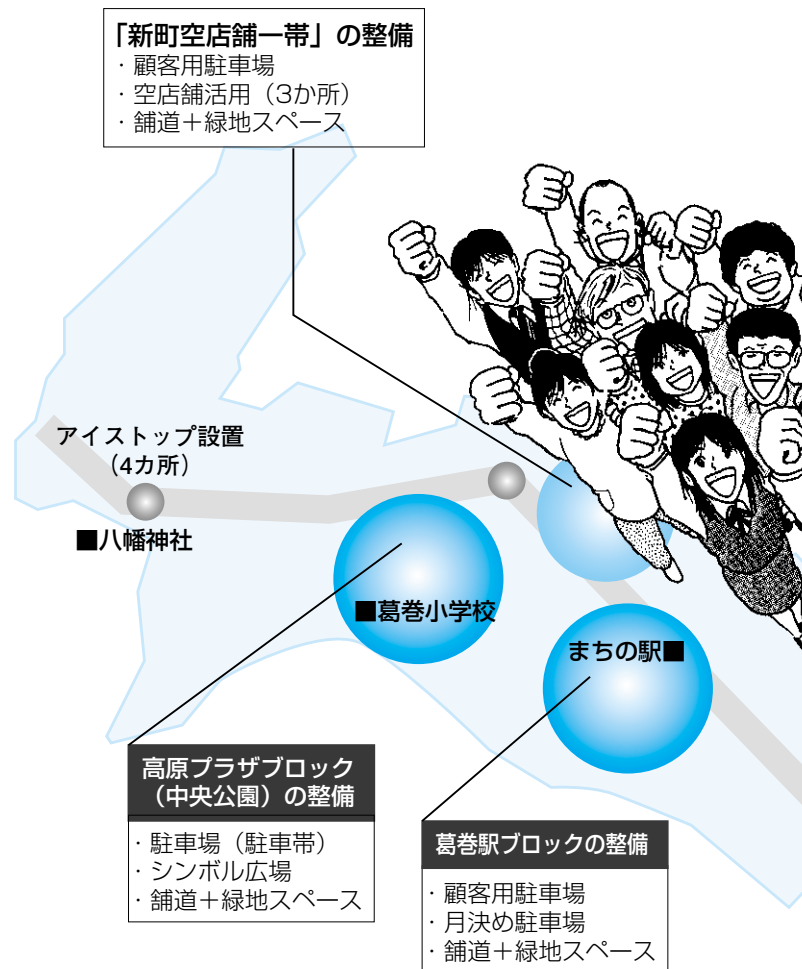 「新町空店舗一帯」の整備
・顧客用駐車場
・空店舗活用（3か所）
・舗道＋緑地スペース
アイストップ設置
（4カ所）
■八幡神社
■葛巻小学校
まちの駅■
高原プラザブロック
（中央公園）の整備
・駐車場（駐車帯）
・シンボル広場
・舗道＋緑地スペース
葛巻駅ブロックの整備
・顧客用駐車場
・月決め駐車場
・舗道＋緑地スペース